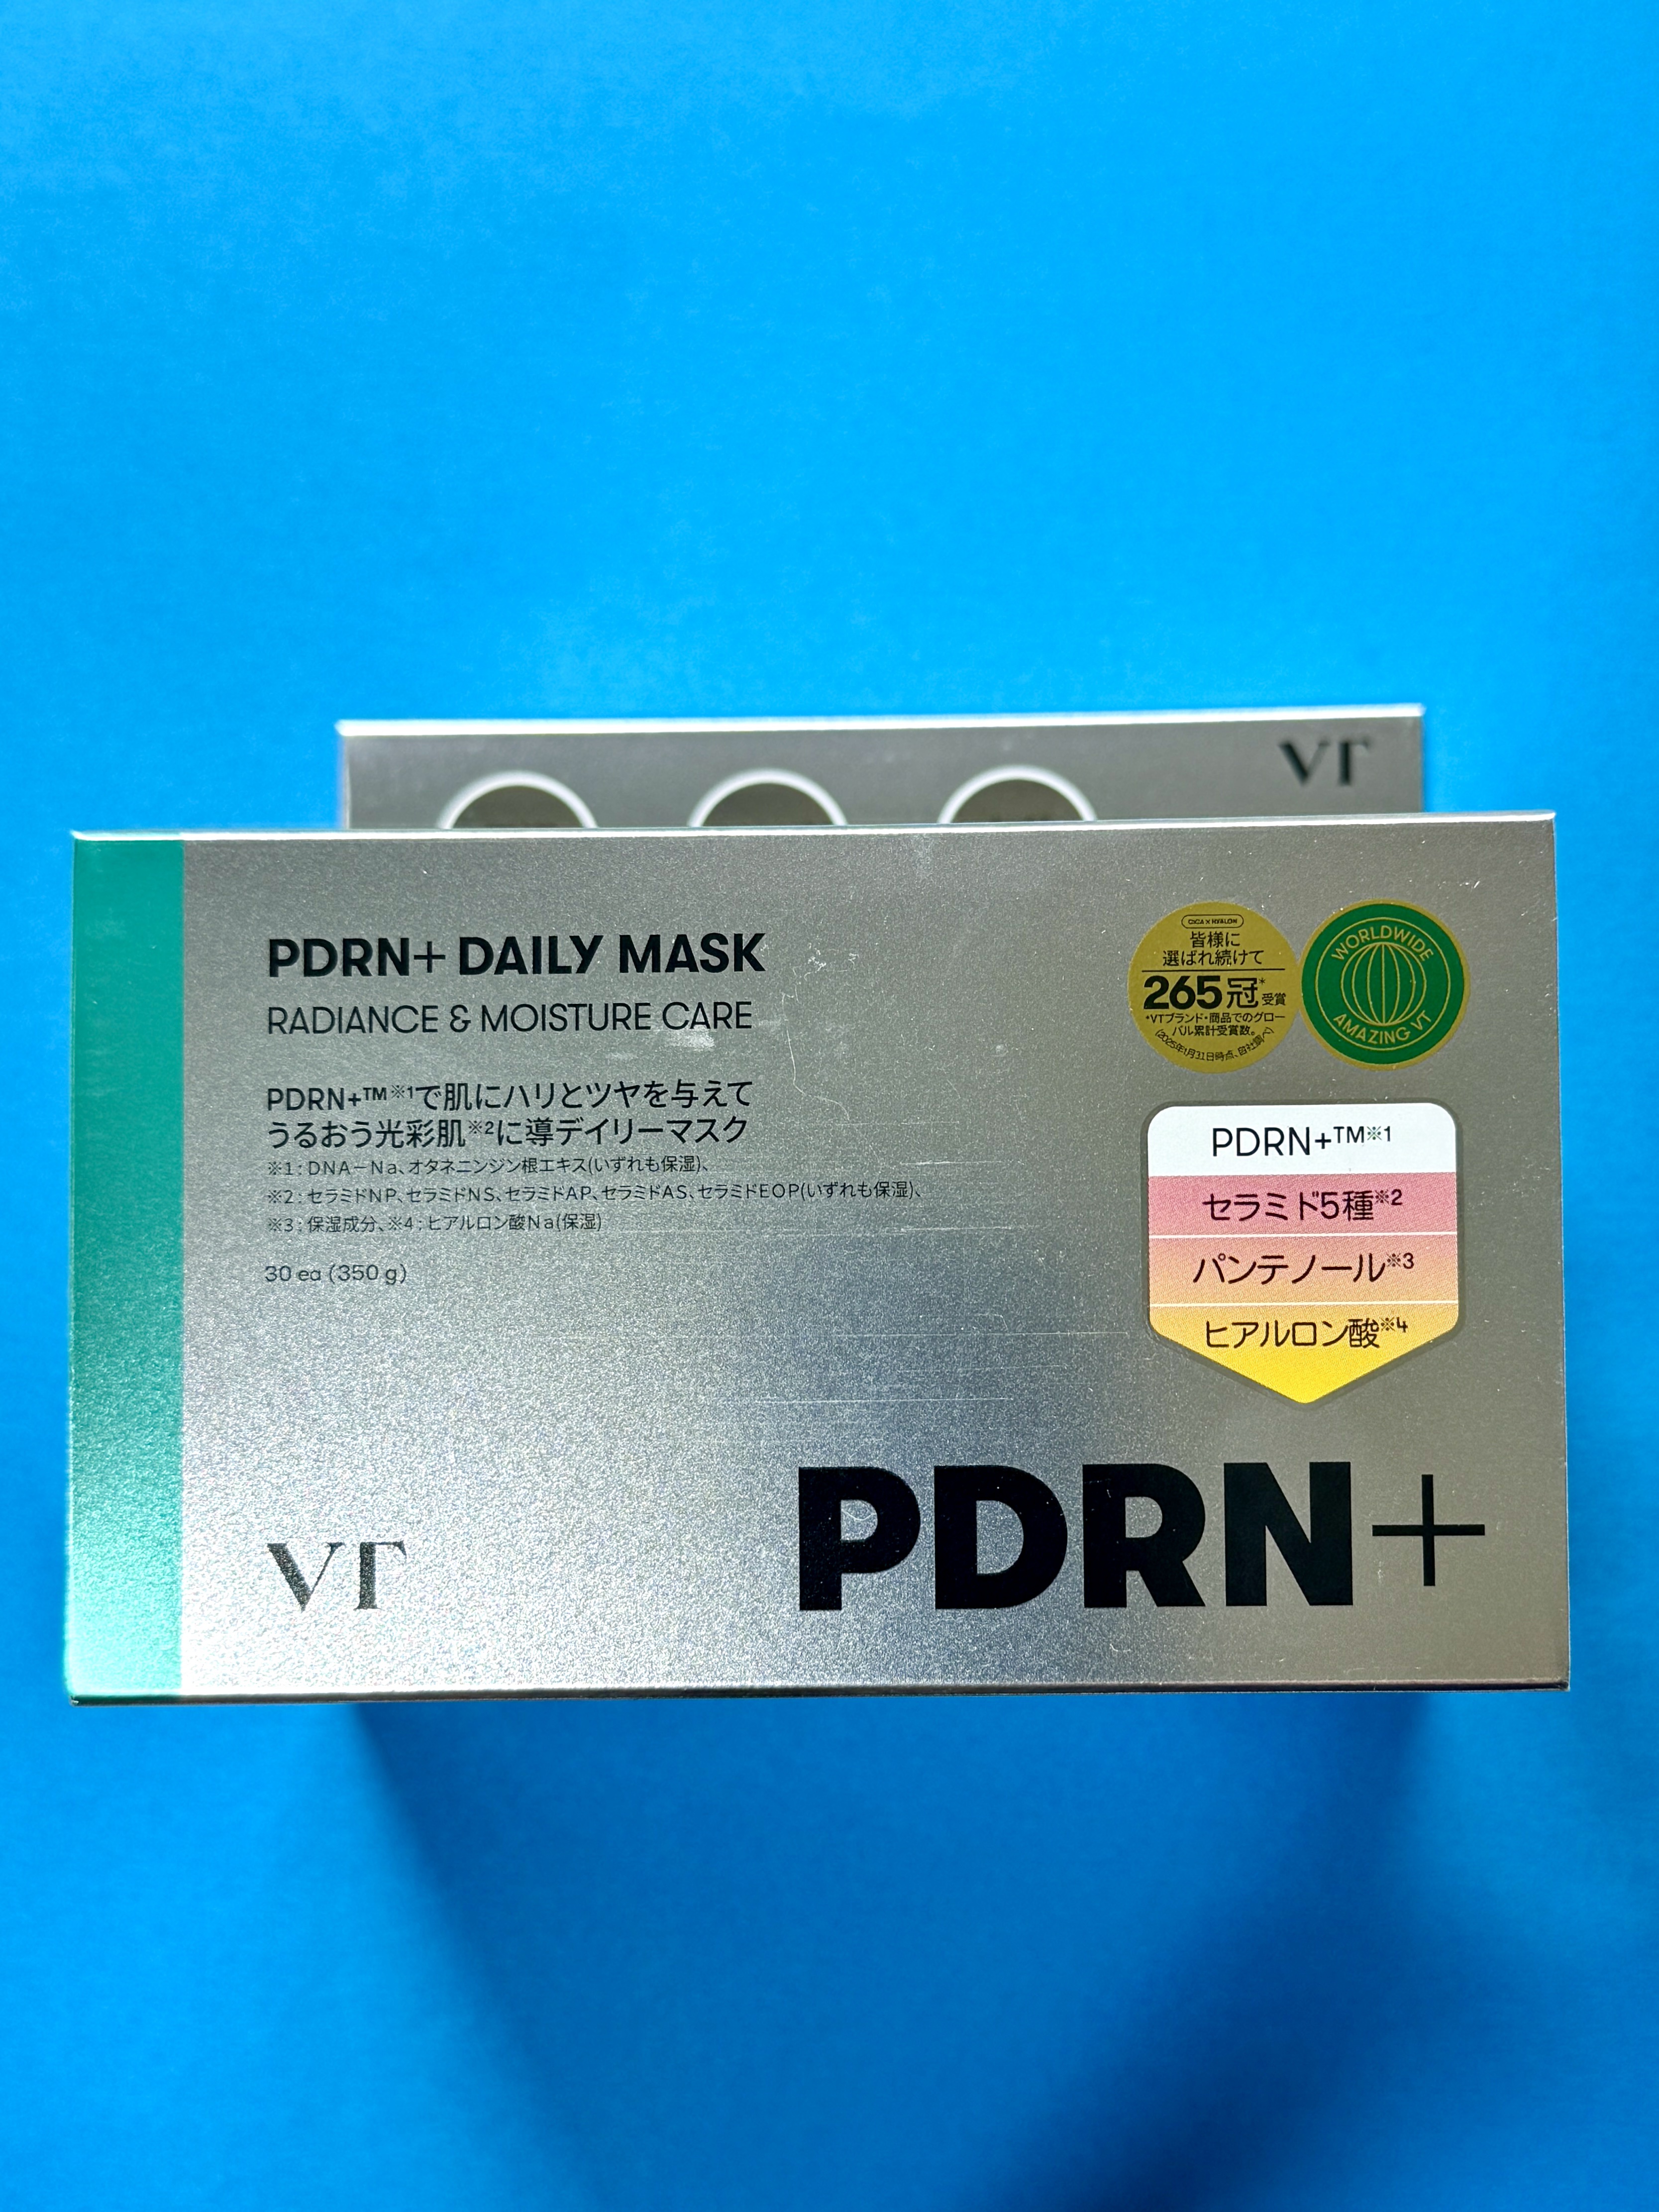 VT
PDRN+ DAILY MASK
RADIANCE & MOISTURE CARE
PDRN+™※1で肌にハリとツヤを与えて
うるおう光彩肌※2に導デイリーマスク
※1:DNA-Na、オタネニンジン根エキス(いずれも保湿)、
※2:セラミドNP、セラミドNS、セラミドAP、セラミドAS、セラミドEOP(いずれも保湿)、
※3:保湿成分、※4:ヒアルロン酸Na(保湿)
30 ea (350 g)
CICA × HYALON
皆様に
選ばれ続けて
265冠*受賞
*VTブランド・商品でのグロー
バル累計受賞数。
(2025年1月31日時点、自社調べ)
WORLDWIDE
AMAZING VT
PDRN+™※1
セラミド5種※2
パンテノール※3
ヒアルロン酸※4
VT
PDRN+